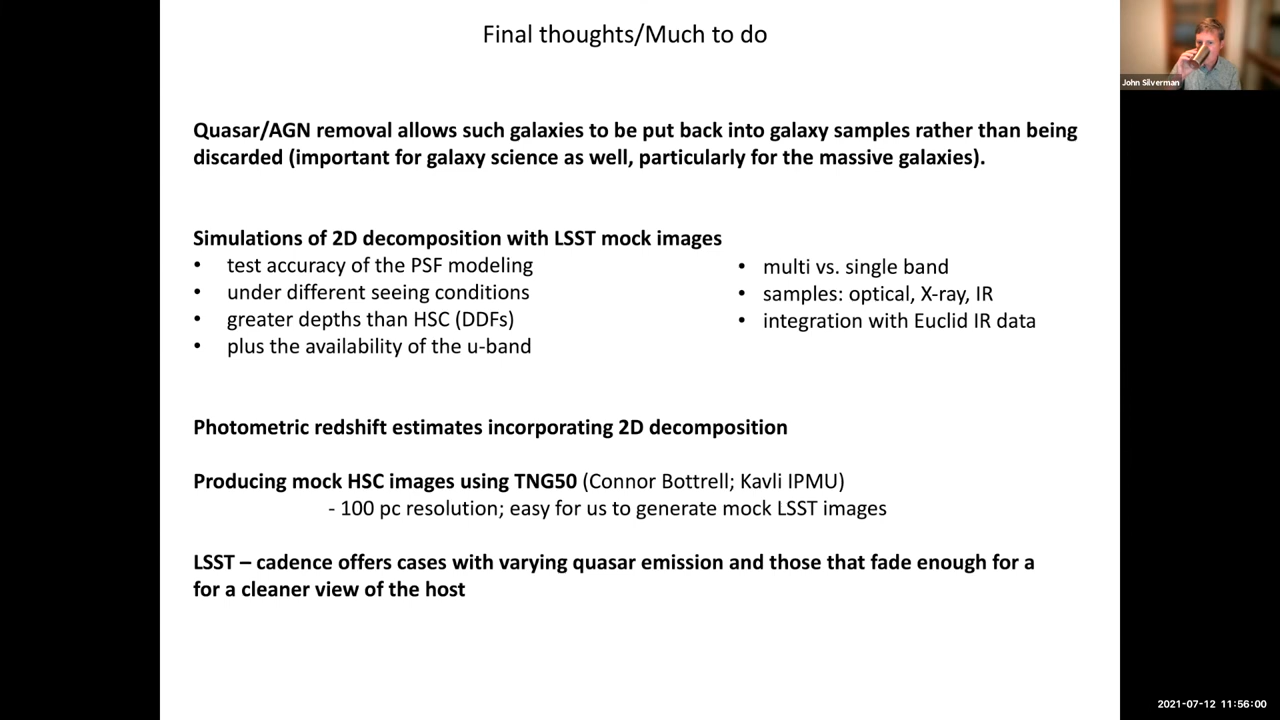 Final thoughts/Much to do
John Silverman
Quasar/AGN removal allows such galaxies to be put back into galaxy samples rather than being
discarded (important for galaxy science as well, particularly for the massive galaxies).
Simulations of 2D decomposition with LSST mock images
• test accuracy of the PSF modeling
• under different seeing conditions
• greater depths than HSC (DDFs)
• plus the availability of the u-band
• multi vs. single band
• samples: optical, X-ray, IR
• integration with Euclid IR data
Photometric redshift estimates incorporating 2D decomposition
Producing mock HSC images using TNG50 (Connor Bottrell; Kavli IPMU)
- 100 pc resolution; easy for us to generate mock LSST images
LSST – cadence offers cases with varying quasar emission and those that fade enough for a
for a cleaner view of the host
2021-07-12 11:56:00